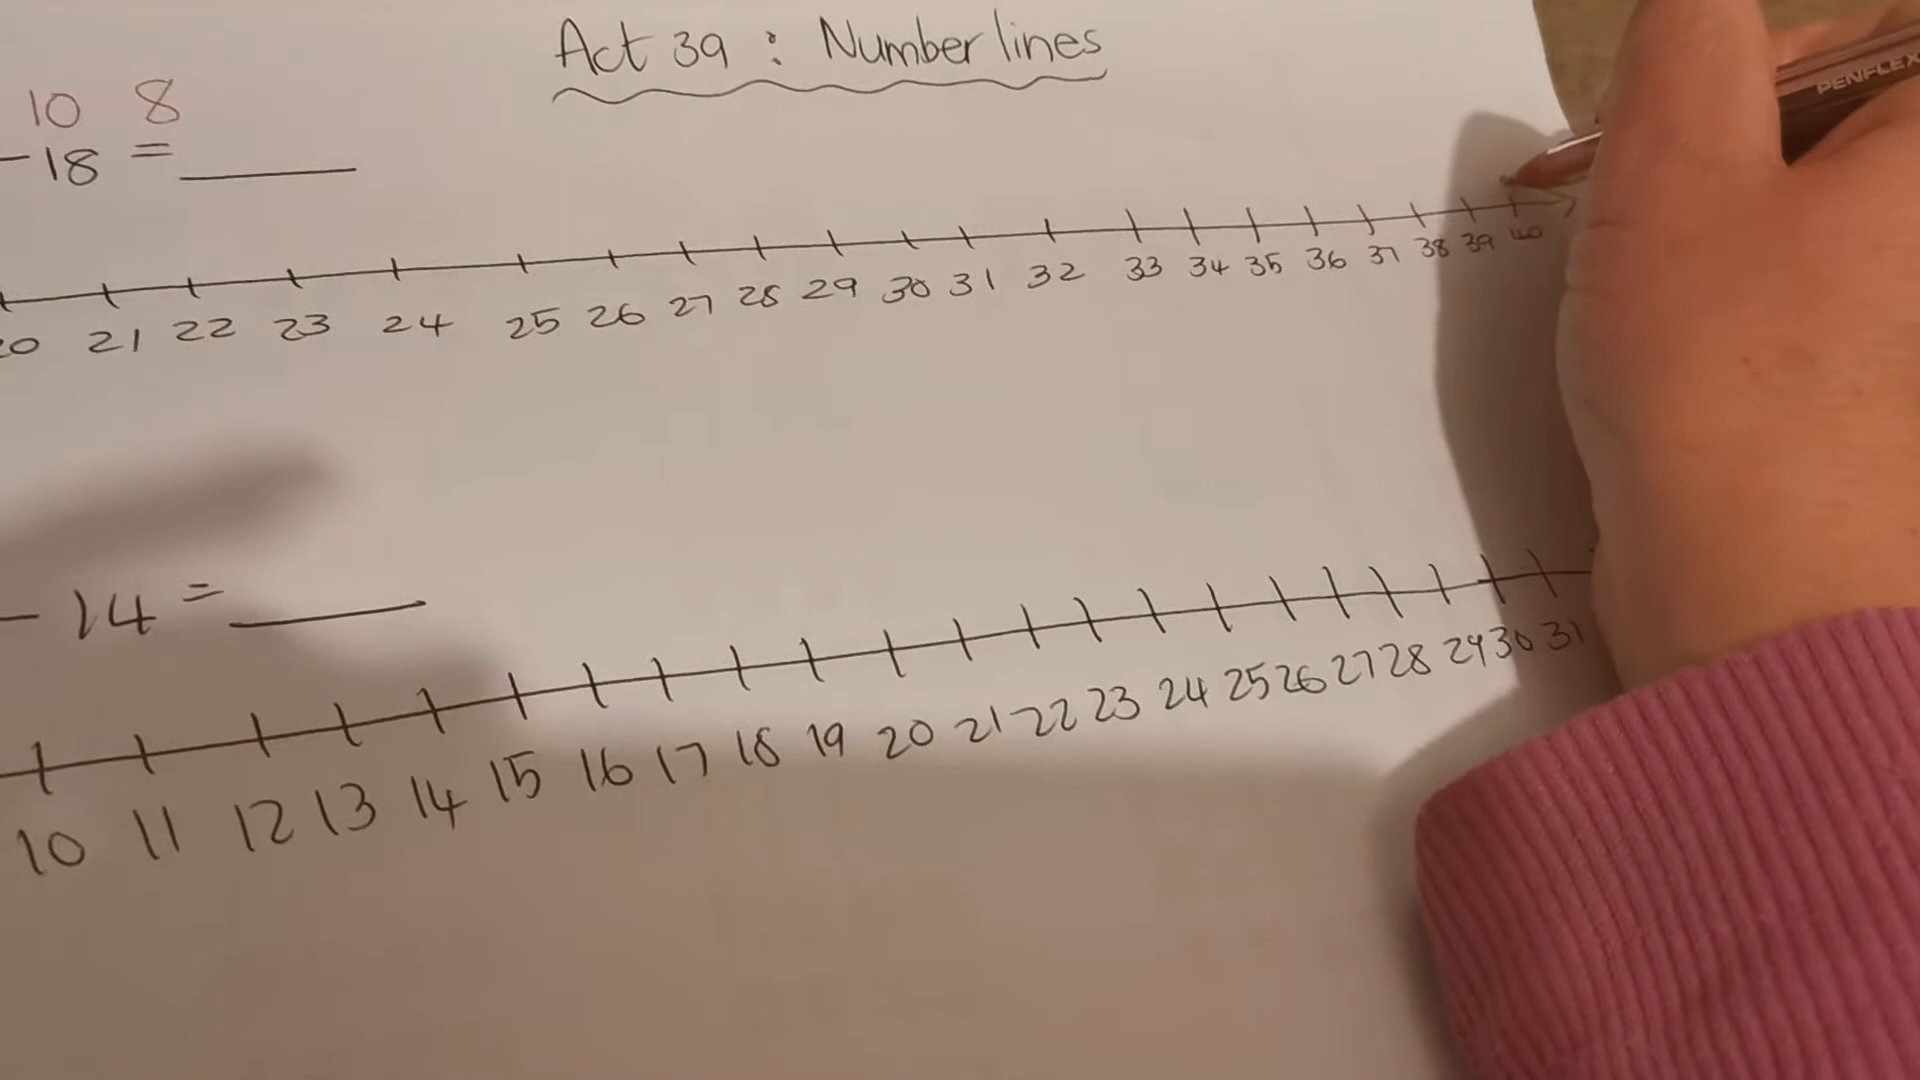 Act 39 : Number lines
10 8
- 18 =
20 21 22 23 24 25 26 27 28 29 30 31 32 33 34 35 36 37 38 39 40
- 14 =
10 11 12 13 14 15 16 17 18 19 20 21 22 23 24 25 26 27 28 29 30 31
PENFLEX